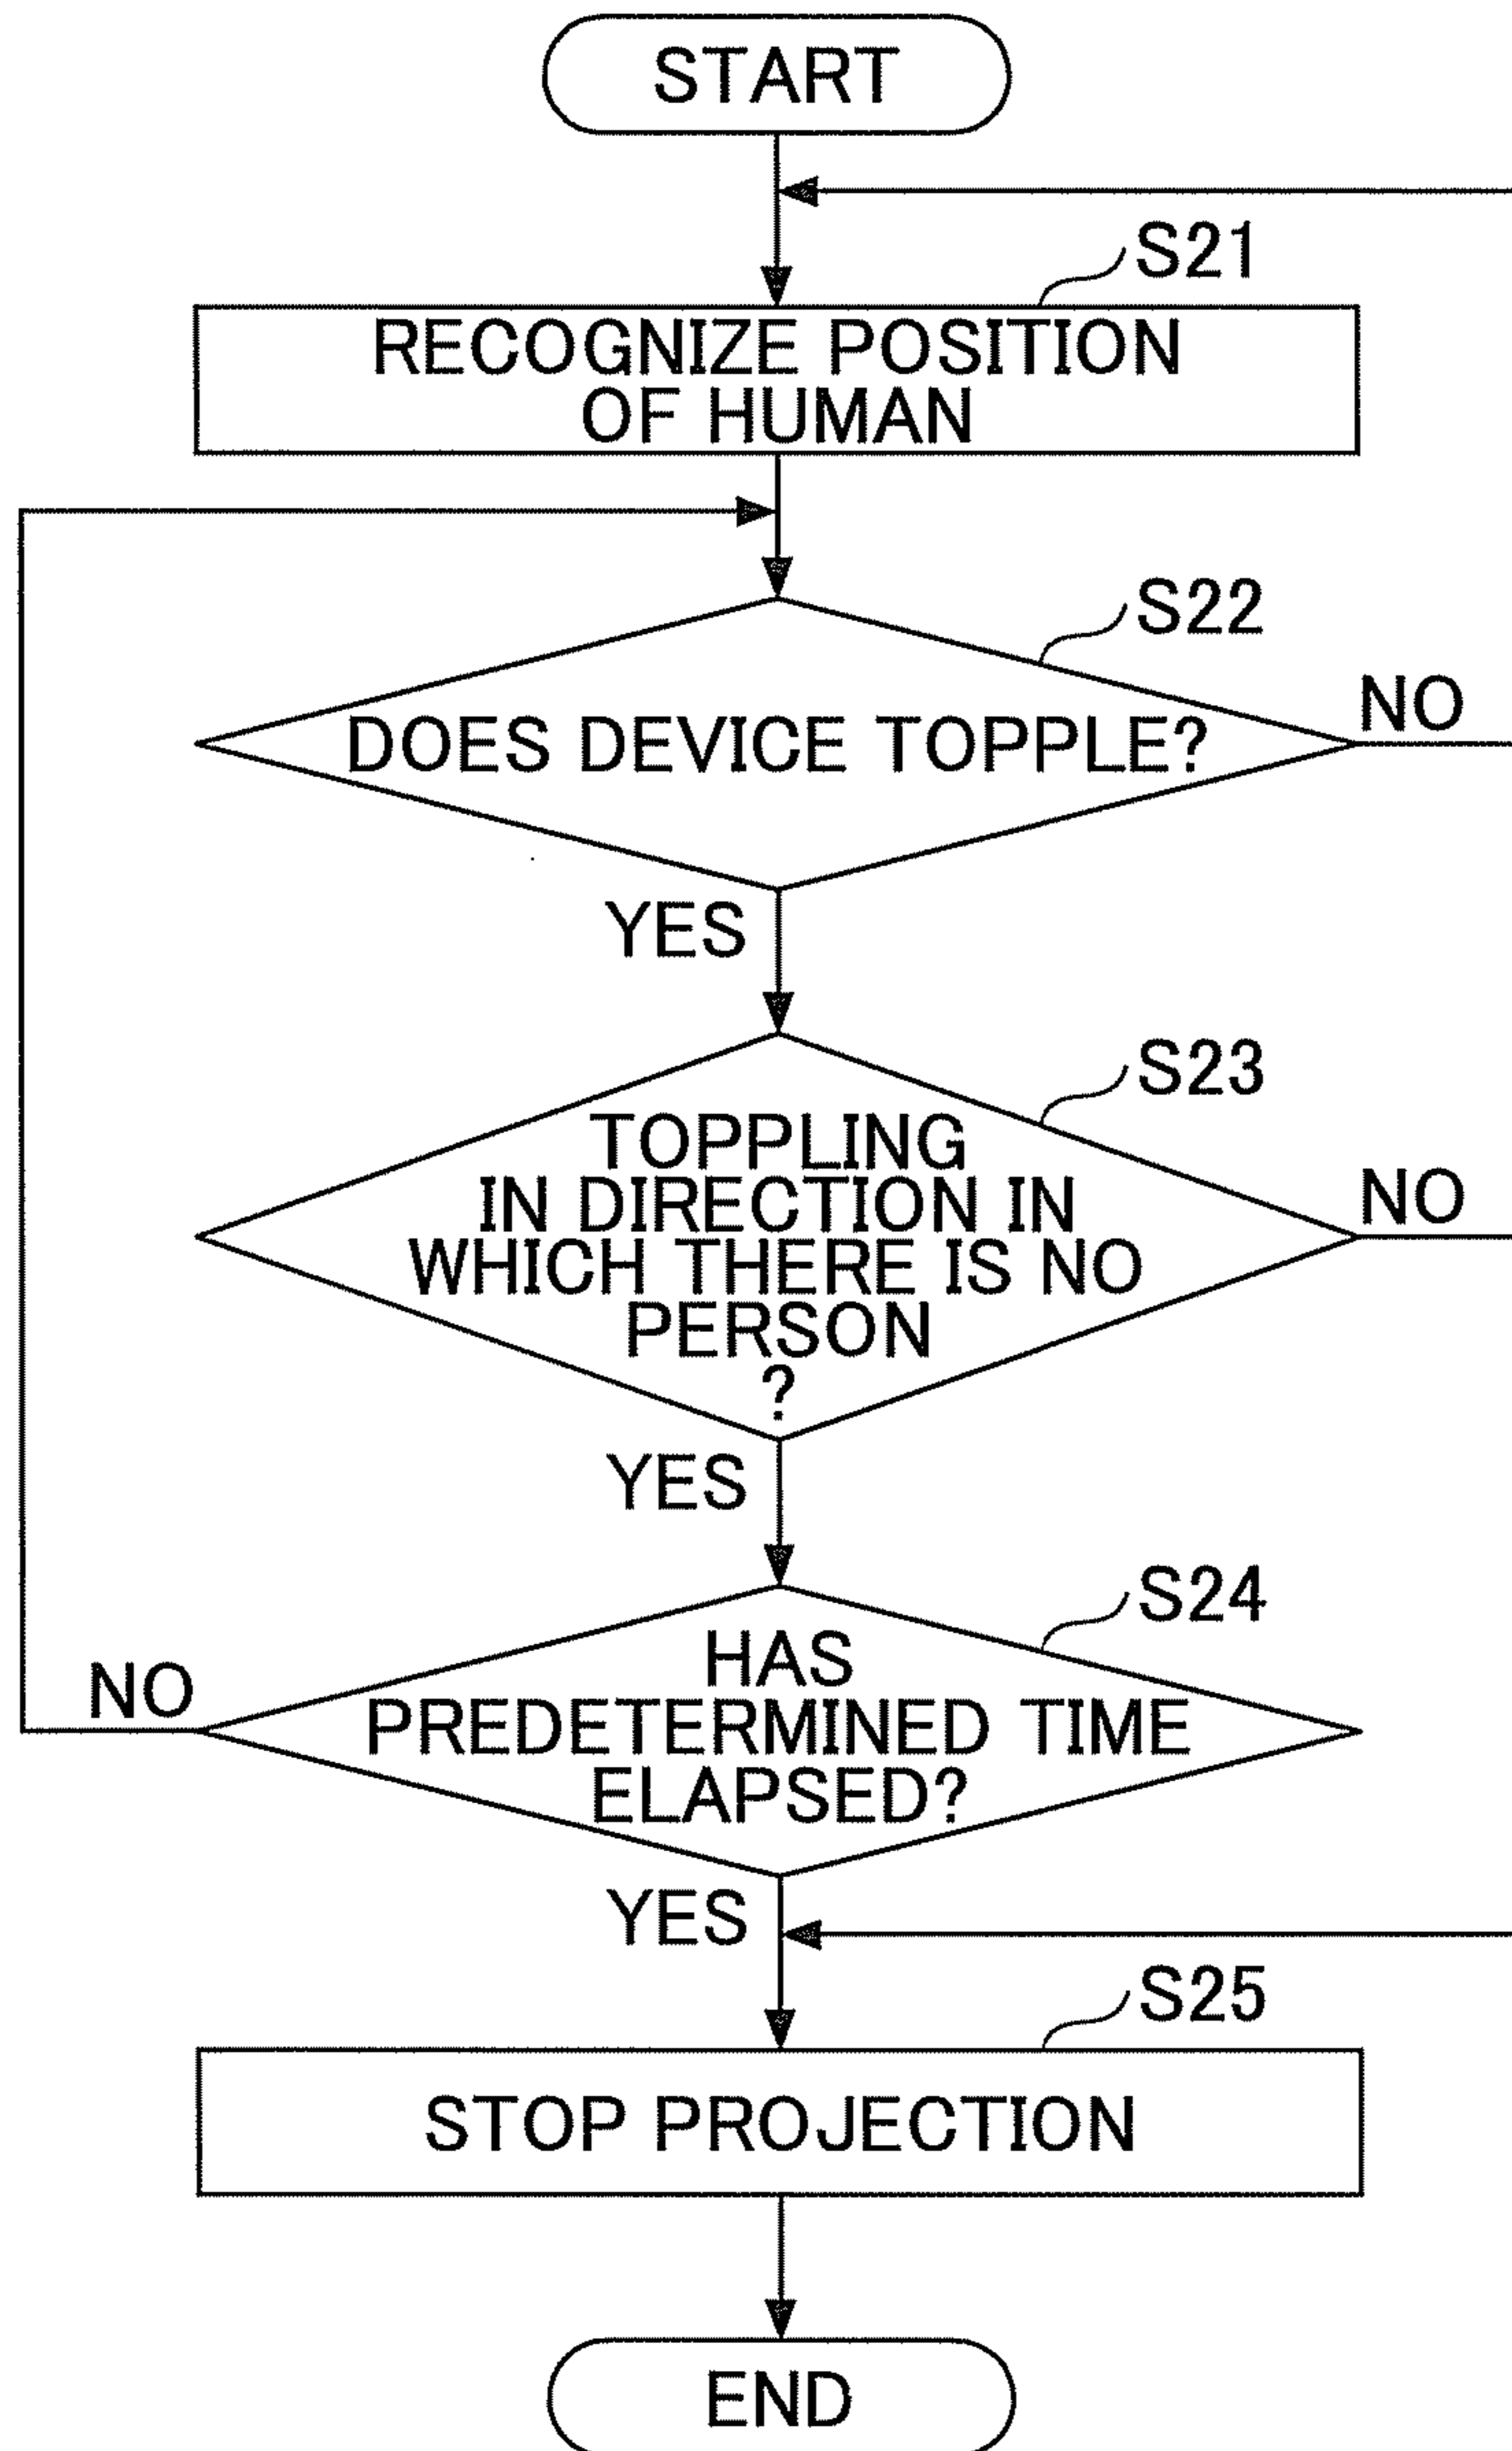 START
S21
RECOGNIZE POSITION
OF HUMAN
S22
DOES DEVICE TOPPLE?
NO
YES
S23
TOPPLING
IN DIRECTION IN
WHICH THERE IS NO
PERSON
?
NO
YES
S24
HAS
PREDETERMINED TIME
ELAPSED?
NO
YES
S25
STOP PROJECTION
END